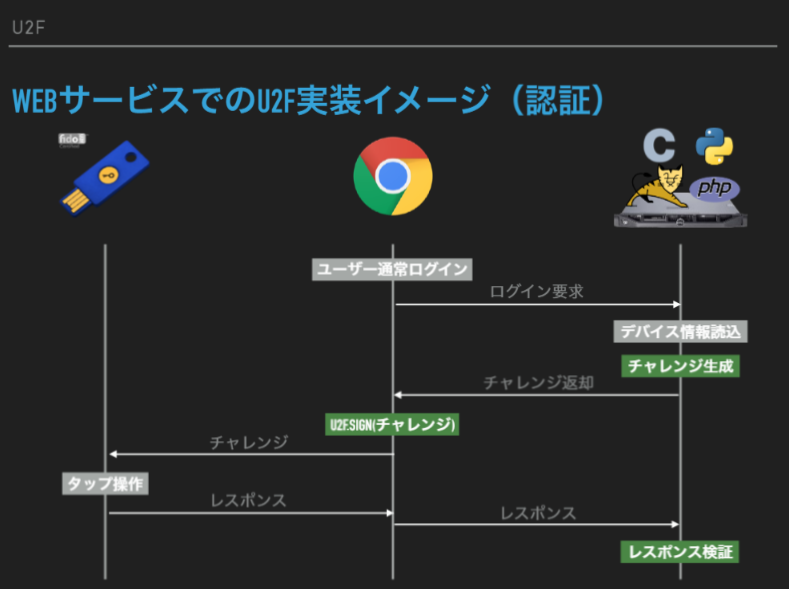 U2F
WEBサービスでのU2F実装イメージ（認証）
fido
C
php
ユーザー通常ログイン
ログイン要求
デバイス情報読込
チャレンジ生成
チャレンジ返却
U2F.SIGN(チャレンジ)
チャレンジ
タップ操作
レスポンス
レスポンス
レスポンス検証